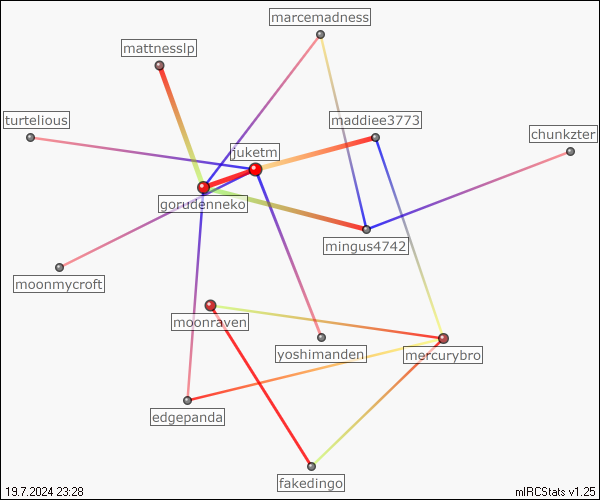 marcemadness
mattnesslp
turtelious
maddiee3773
chunkzter
juketm
gorudenneko
mingus4742
moonmycroft
moonraven
yoshimanden
mercurybro
edgepanda
fakedingo
19.7.2024 23:28
mIRCStats v1.25